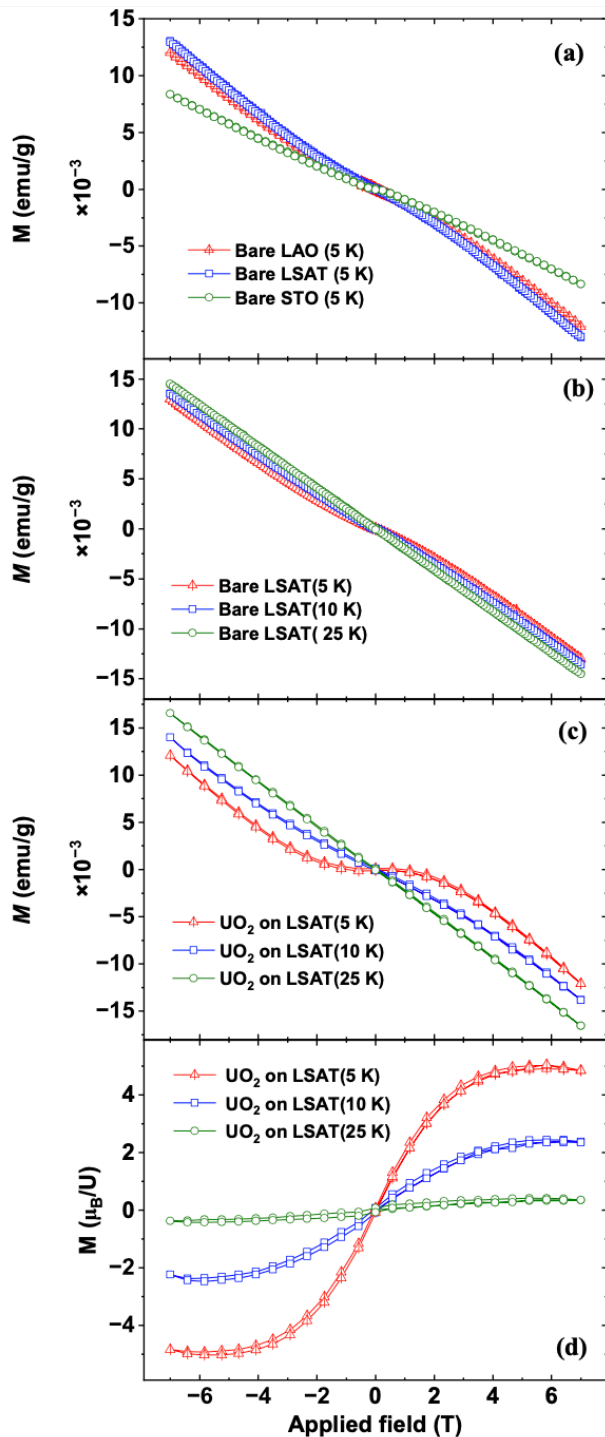 (a)
15
10
5
0
−5
−10
M (emu/g)
×10⁻³
Bare LAO (5 K)
Bare LSAT (5 K)
Bare STO (5 K)
(b)
15
10
5
0
−5
−10
−15
M (emu/g)
×10⁻³
Bare LSAT(5 K)
Bare LSAT(10 K)
Bare LSAT( 25 K)
(c)
15
10
5
0
−5
−10
−15
M (emu/g)
×10⁻³
UO₂ on LSAT(5 K)
UO₂ on LSAT(10 K)
UO₂ on LSAT(25 K)
4
2
0
−2
−4
M (μB/U)
UO₂ on LSAT(5 K)
UO₂ on LSAT(10 K)
UO₂ on LSAT(25 K)
(d)
−6 −4 −2 0 2 4 6
Applied field (T)